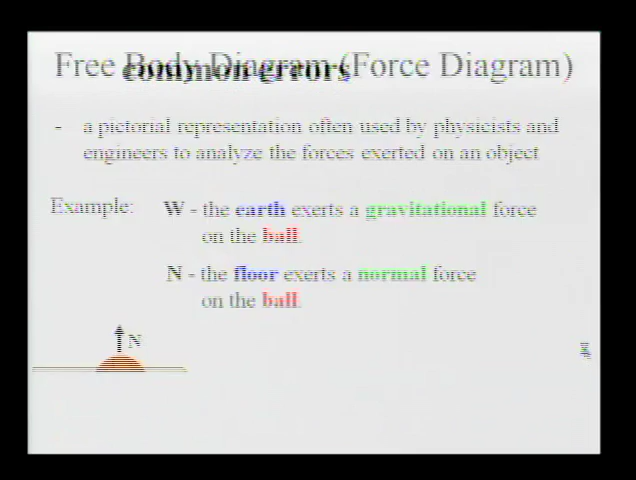 Free Body Diagram (Force Diagram)
common errors
- a pictorial representation often used by physicists and
engineers to analyze the forces exerted on an object
Example: W - the earth exerts a gravitational force
on the ball.
N - the floor exerts a normal force
on the ball.
N